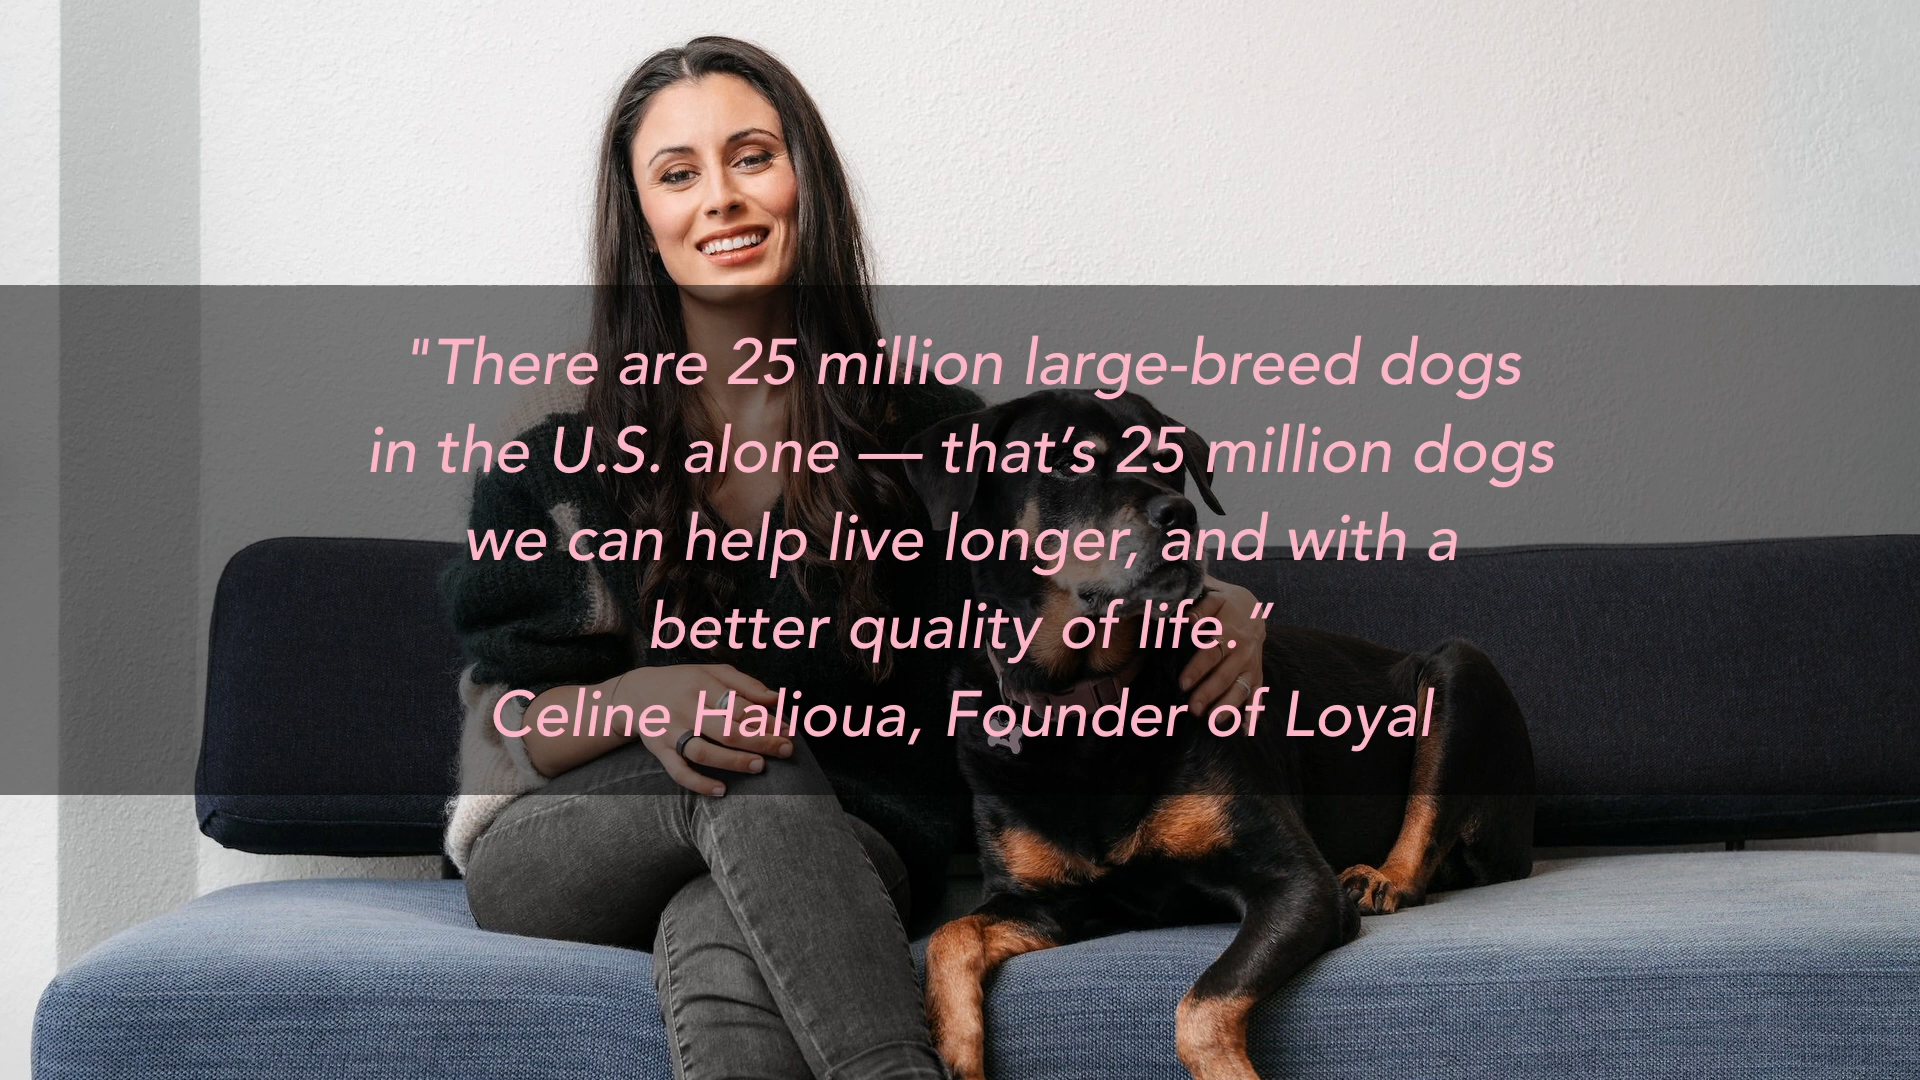 "There are 25 million large-breed dogs
in the U.S. alone — that’s 25 million dogs
we can help live longer, and with a
better quality of life.”
Celine Halioua, Founder of Loyal